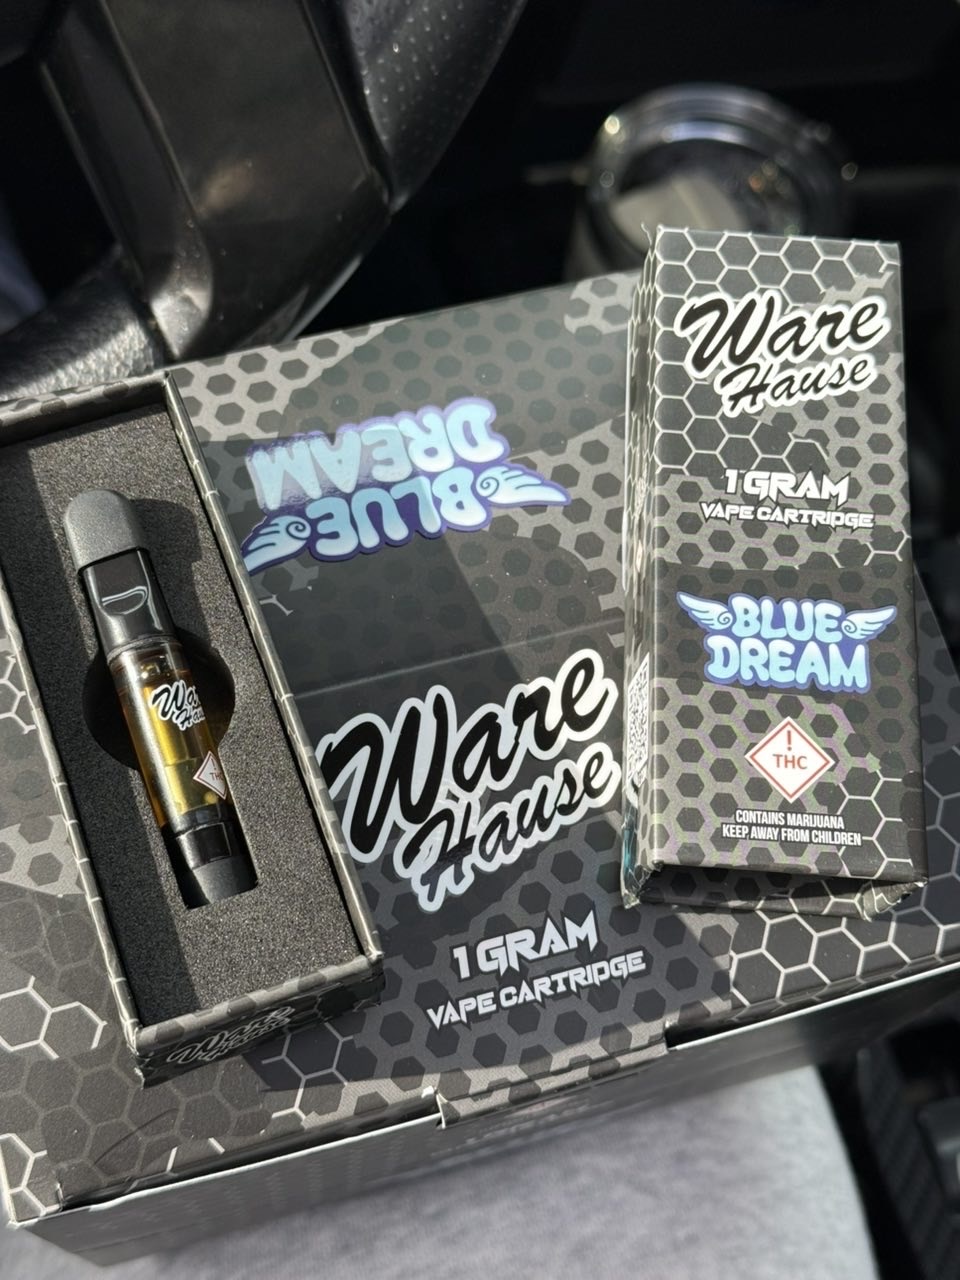 BLUE
DREAM
Ware
Hause
1 GRAM
VAPE CARTRIDGE
Ware
Hause
1 GRAM
VAPE CARTRIDGE
BLUE
DREAM
!
THC
CONTAINS MARIJUANA
KEEP AWAY FROM CHILDREN
THC
Ware
Hause